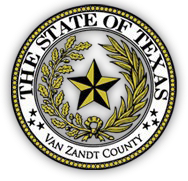 THE STATE OF TEXAS
VAN ZANDT COUNTY